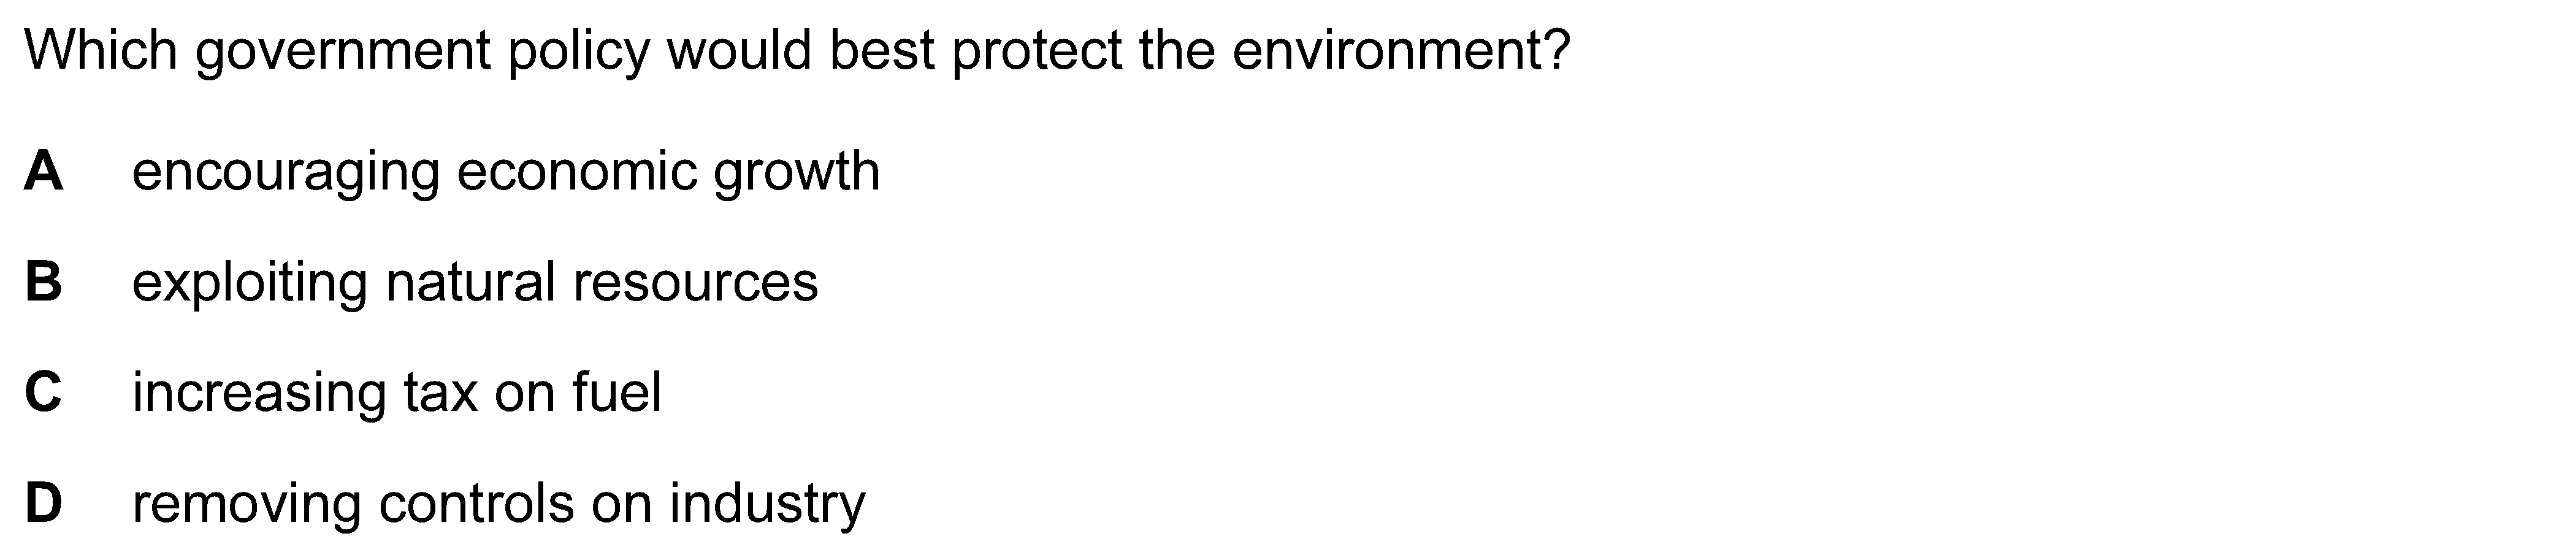 Which government policy would best protect the environment?
A encouraging economic growth
B exploiting natural resources
C increasing tax on fuel
D removing controls on industry